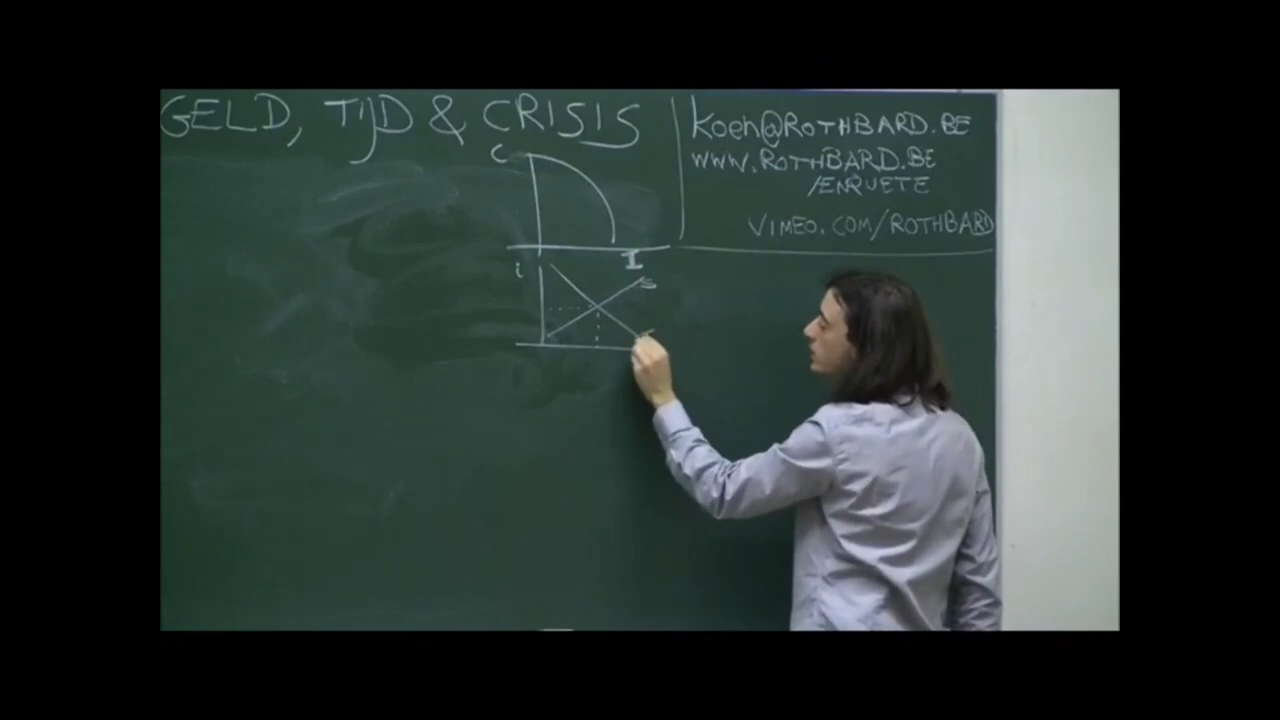 GELD, TIJD & CRISIS
koen@ROTHBARD.BE
WWW.ROTHBARD.BE
/ENQUETE
VIMEO.COM/ROTHBARD
C
I
i
S